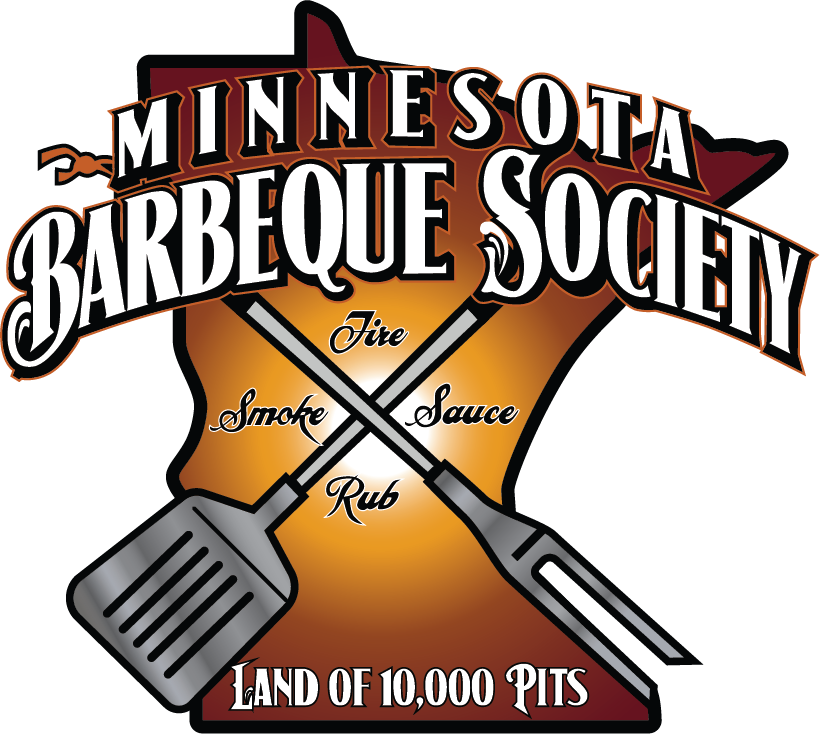 MINNESOTA
BARBEQUE SOCIETY
Fire
Smoke Sauce
Rub
LAND OF 10,000 PITS